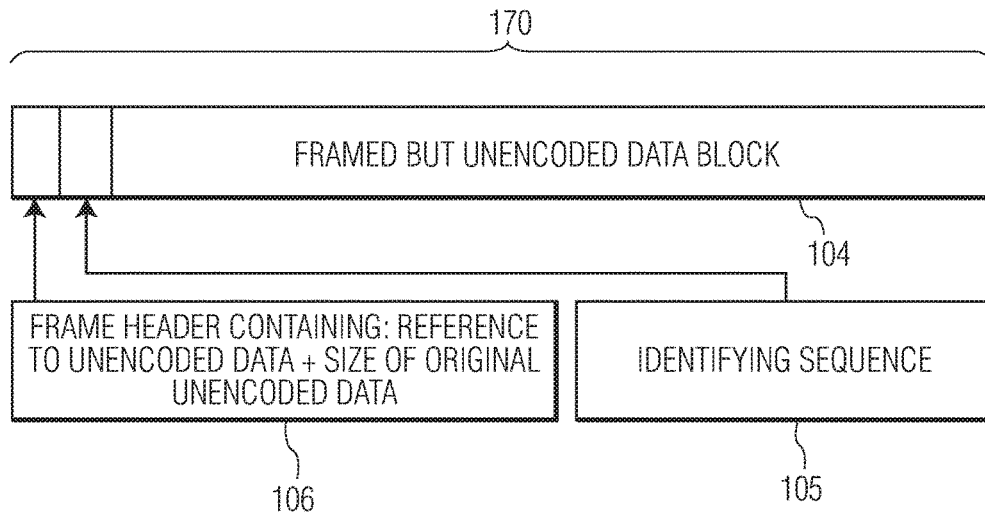 170
FRAMED BUT UNENCODED DATA BLOCK
104
FRAME HEADER CONTAINING: REFERENCE
TO UNENCODED DATA + SIZE OF ORIGINAL
UNENCODED DATA
IDENTIFYING SEQUENCE
106
105